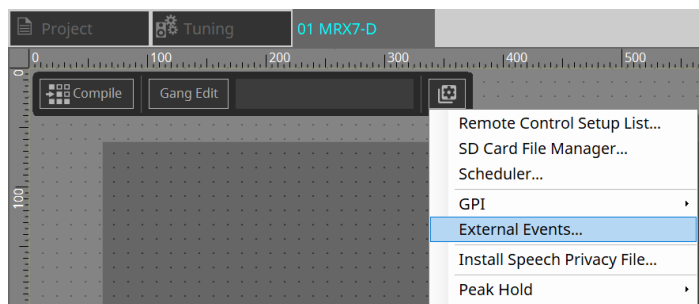 Project
Tuning
01 MRX7-D
0
100
200
300
400
500
0
Compile
Gang Edit
Remote Control Setup List...
SD Card File Manager...
Scheduler...
GPI
External Events...
Install Speech Privacy File...
Peak Hold
100